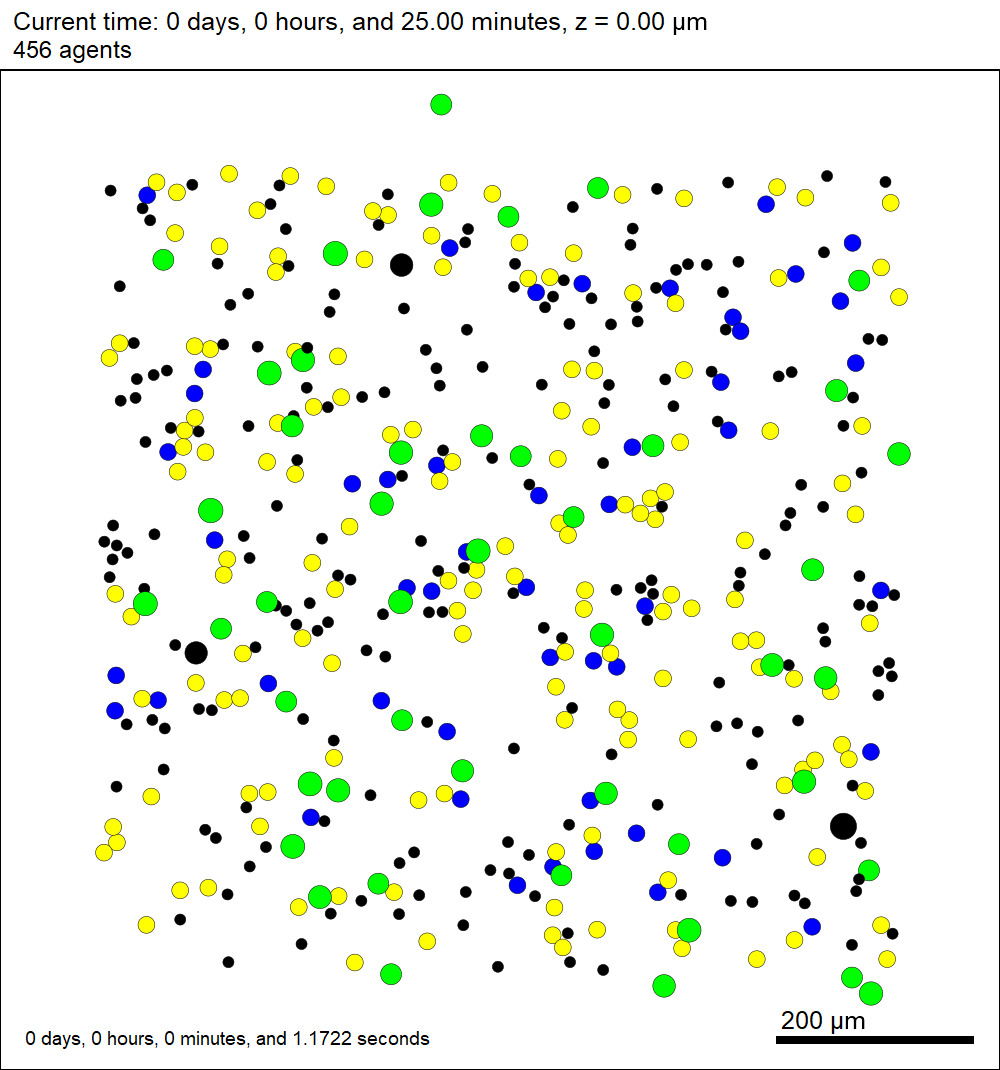 Current time: 0 days, 0 hours, and 25.00 minutes, z = 0.00 µm
456 agents
200 µm
0 days, 0 hours, 0 minutes, and 1.1722 seconds